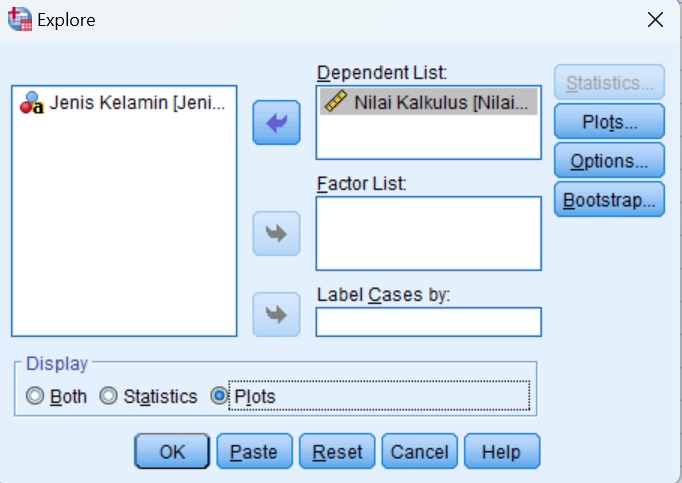 Explore
Dependent List:
Jenis Kelamin [Jeni...
Nilai Kalkulus [Nilai...
Statistics...
Plots...
Options...
Bootstrap...
Factor List:
Label Cases by:
Display
Both Statistics Plots
OK Paste Reset Cancel Help